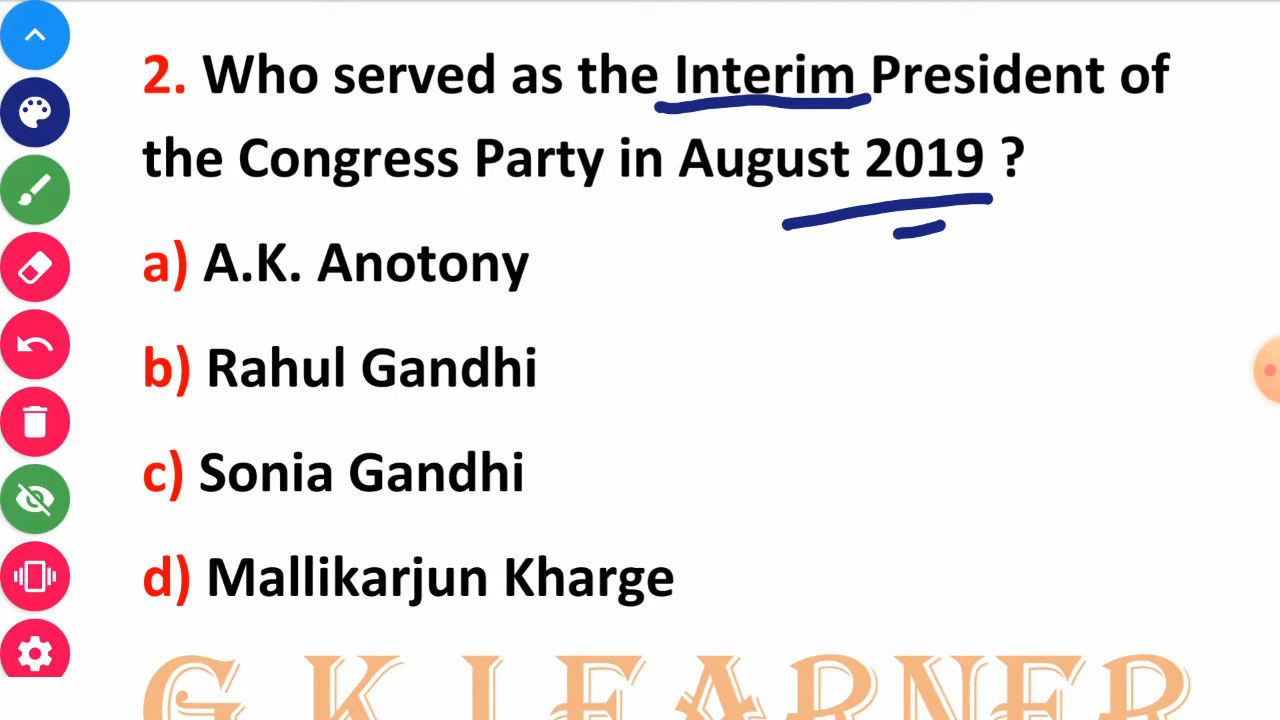 2. Who served as the Interim President of
the Congress Party in August 2019 ?
a) A.K. Anotony
b) Rahul Gandhi
c) Sonia Gandhi
d) Mallikarjun Kharge
G K LEARNER